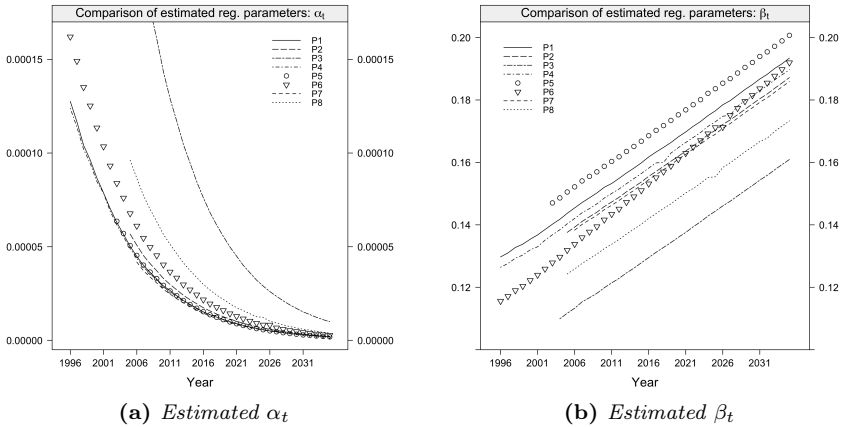 Comparison of estimated reg. parameters: αt
0.00015
0.00010
0.00005
0.00000
0.00015
0.00010
0.00005
0.00000
P1
P2
P3
P4
P5
P6
P7
P8
1996 2001 2006 2011 2016 2021 2026 2031
Year
(a) Estimated αt
Comparison of estimated reg. parameters: βt
0.20
0.18
0.16
0.14
0.12
0.20
0.18
0.16
0.14
0.12
P1
P2
P3
P4
P5
P6
P7
P8
1996 2001 2006 2011 2016 2021 2026 2031
Year
(b) Estimated βt